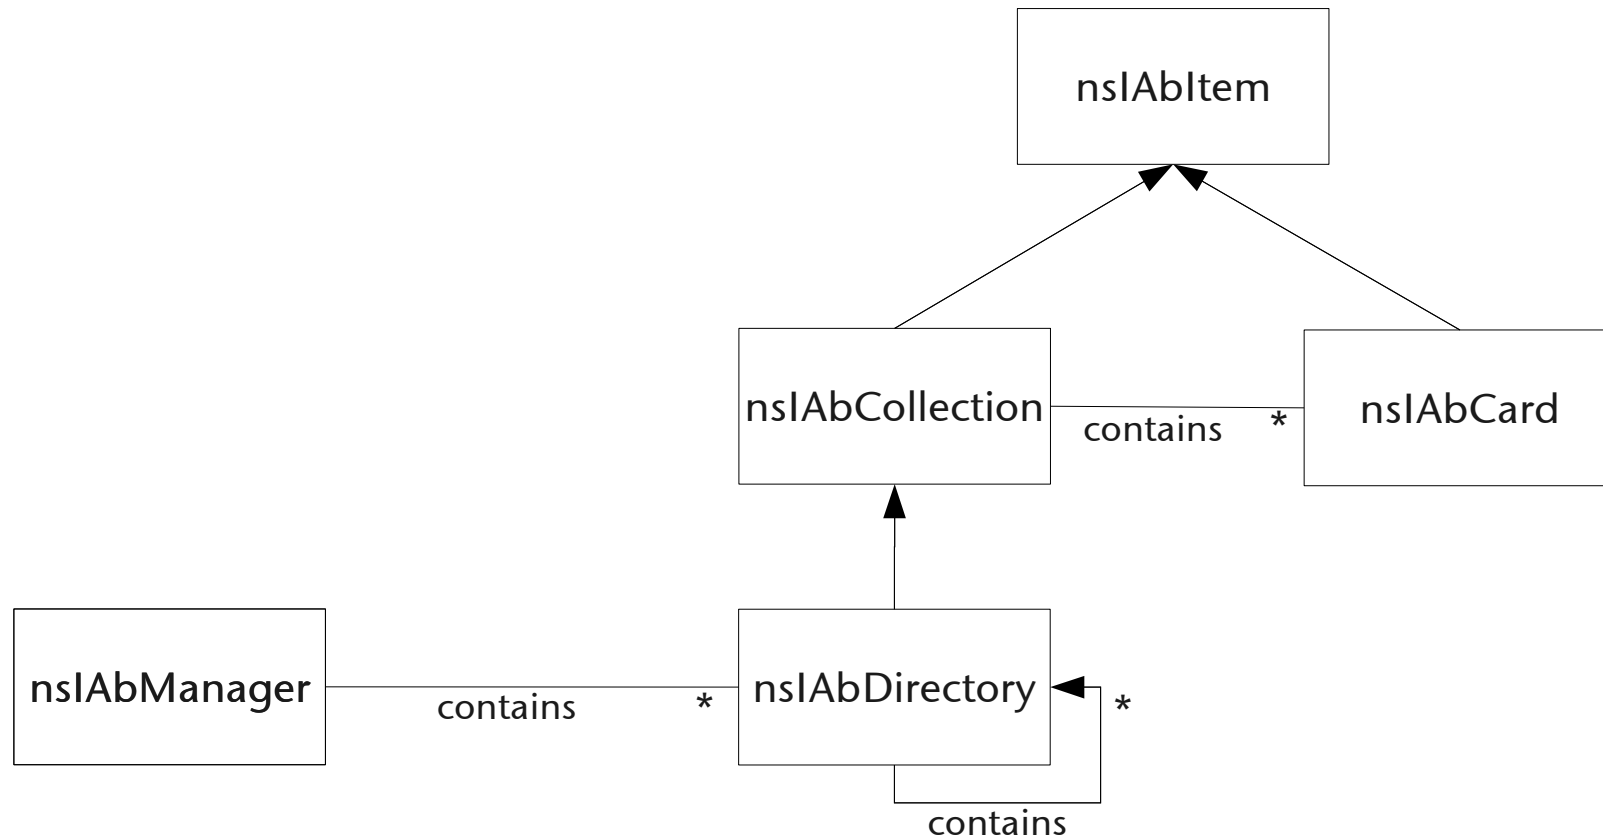 nsIAbItem
nsIAbCollection
contains
*
nsIAbCard
nsIAbManager
contains
*
nsIAbDirectory
*
contains